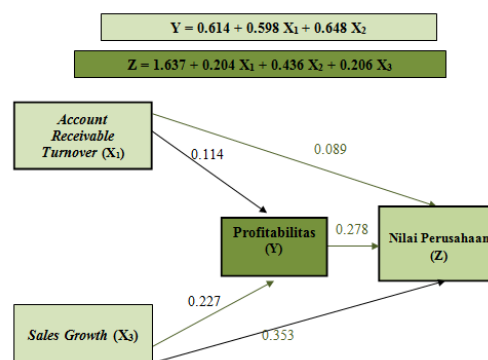 Y = 0.614 + 0.598 X₁ + 0.648 X₂
Z = 1.637 + 0.204 X₁ + 0.436 X₂ + 0.206 X₃
Account
Receivable
Turnover (X₁)
0.089
0.114
Profitabilitas
(Y)
0.278
Nilai Perusahaan
(Z)
0.227
Sales Growth (X₃)
0.353